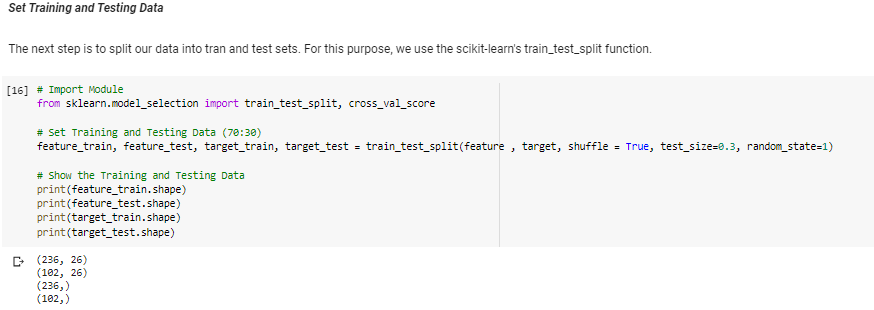 Set Training and Testing Data
The next step is to split our data into tran and test sets. For this purpose, we use the scikit-learn's train_test_split function.
[16] # Import Module
from sklearn.model_selection import train_test_split, cross_val_score
# Set Training and Testing Data (70:30)
feature_train, feature_test, target_train, target_test = train_test_split(feature , target, shuffle = True, test_size=0.3, random_state=1)
# Show the Training and Testing Data
print(feature_train.shape)
print(feature_test.shape)
print(target_train.shape)
print(target_test.shape)
(236, 26)
(102, 26)
(236,)
(102,)